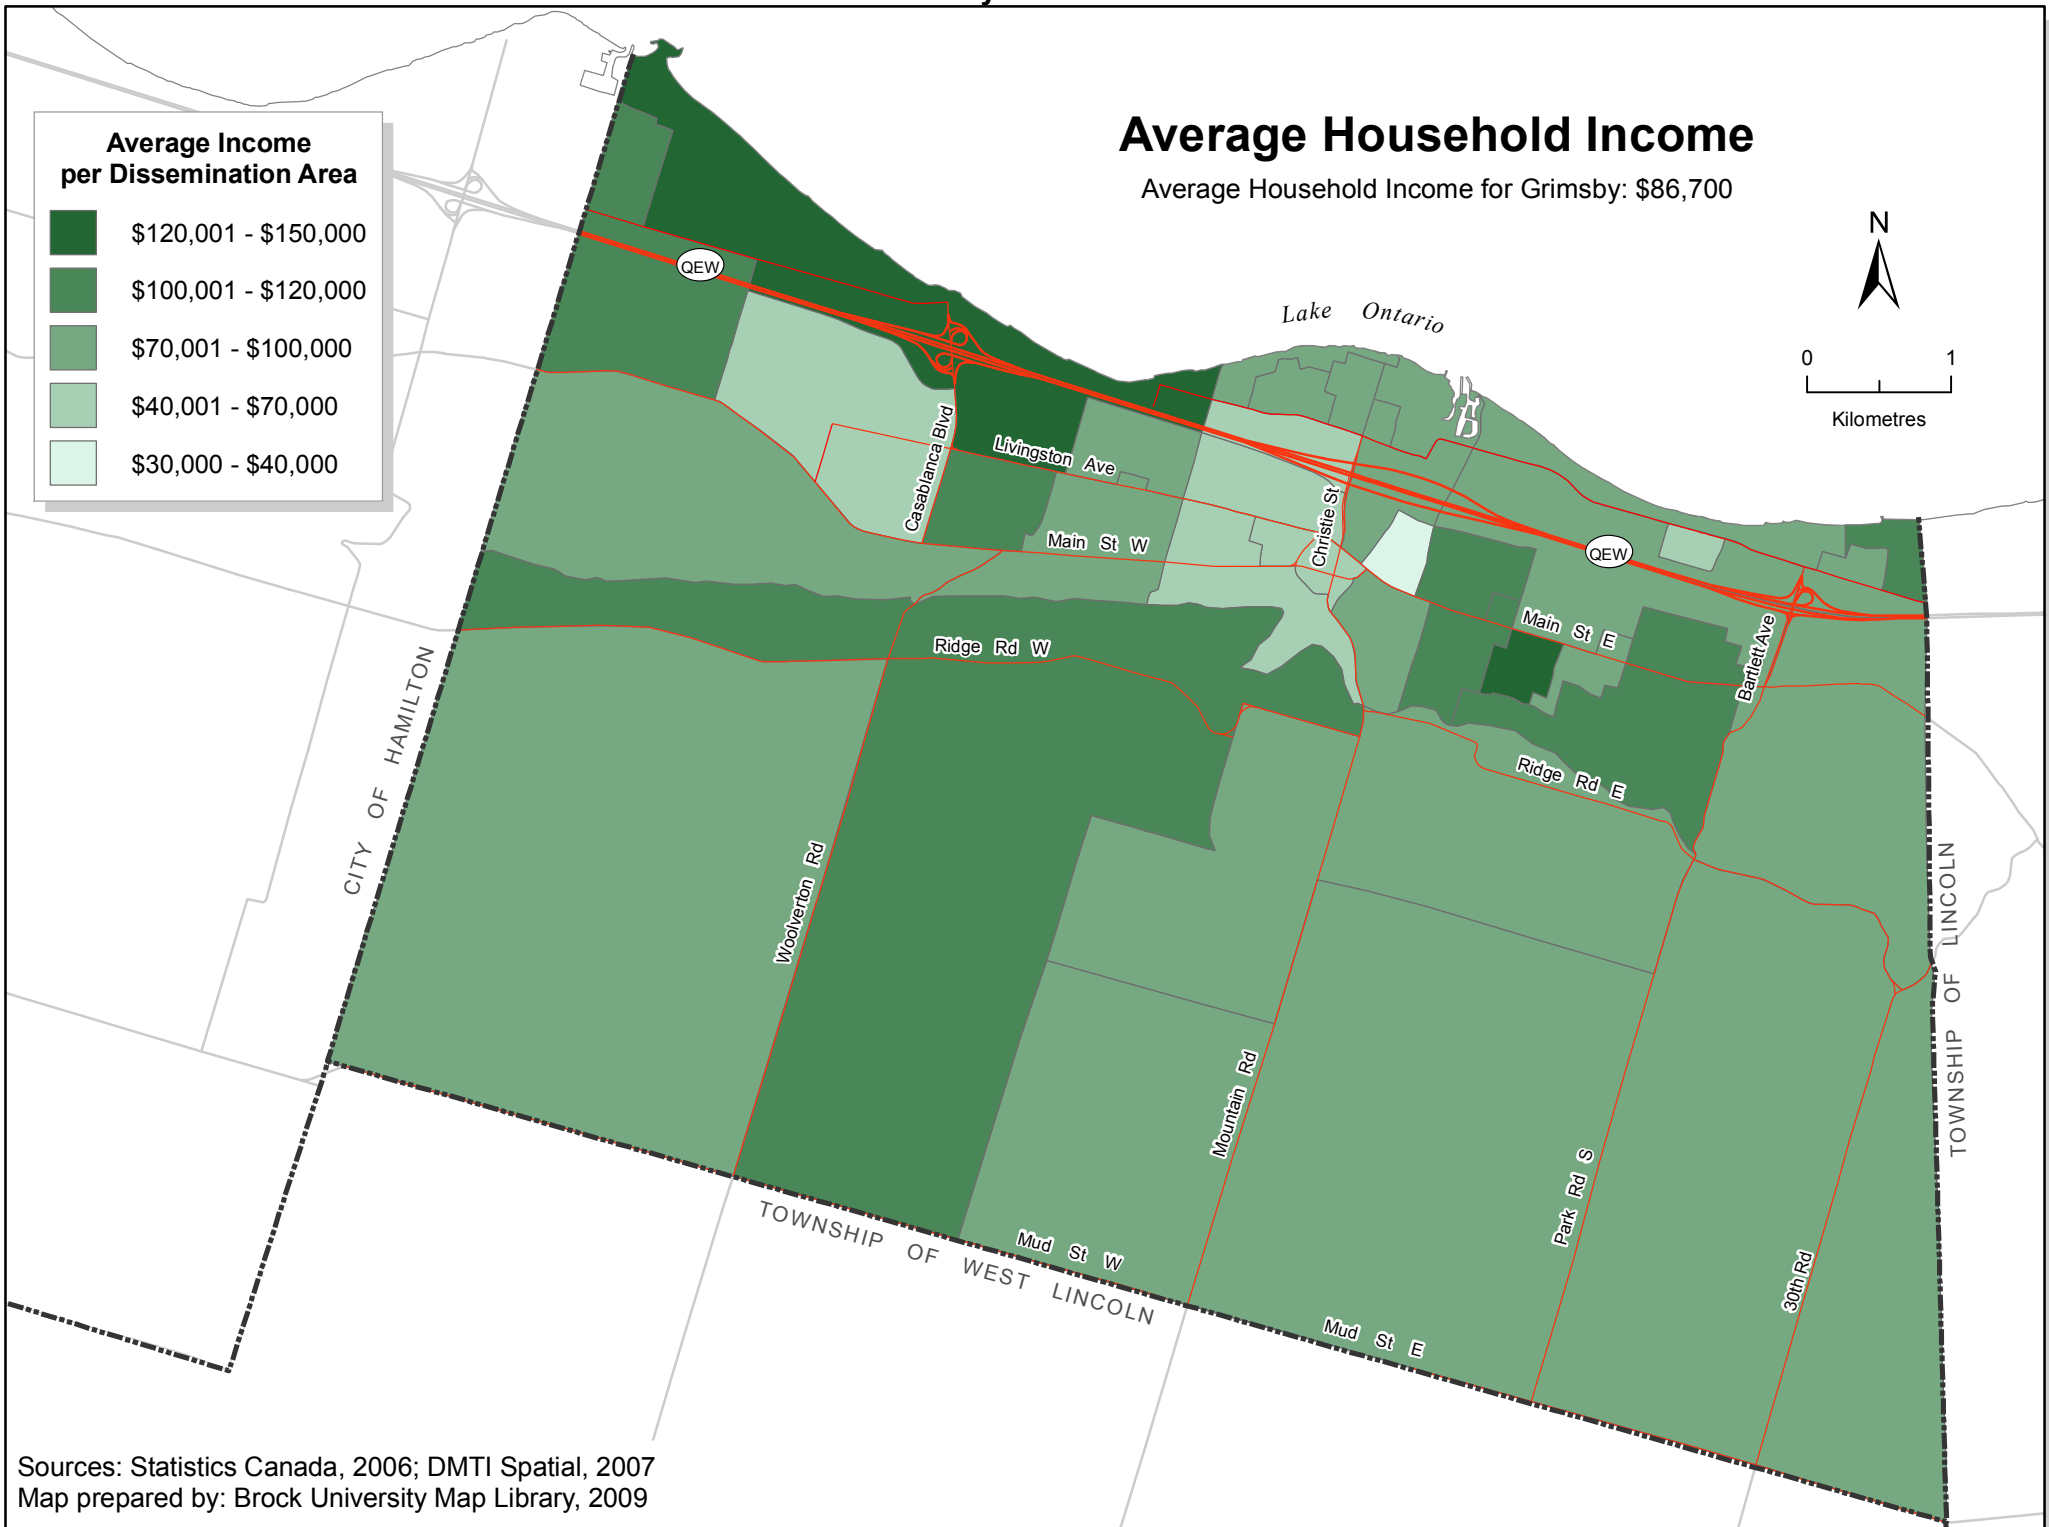 Average Household Income
Average Household Income for Grimsby: $86,700
Average Income
per Dissemination Area
$120,001 - $150,000
$100,001 - $120,000
$70,001 - $100,000
$40,001 - $70,000
$30,000 - $40,000
N
0 1
Kilometres
Lake Ontario
QEW
QEW
Casablanca Blvd
Livingston Ave
Main St W
Christie St
Main St E
Bartlett Ave
Ridge Rd W
Ridge Rd E
Woolverton Rd
Mountain Rd
Park Rd S
30th Rd
Mud St W
Mud St E
CITY OF HAMILTON
TOWNSHIP OF WEST LINCOLN
TOWNSHIP OF LINCOLN
Sources: Statistics Canada, 2006; DMTI Spatial, 2007
Map prepared by: Brock University Map Library, 2009